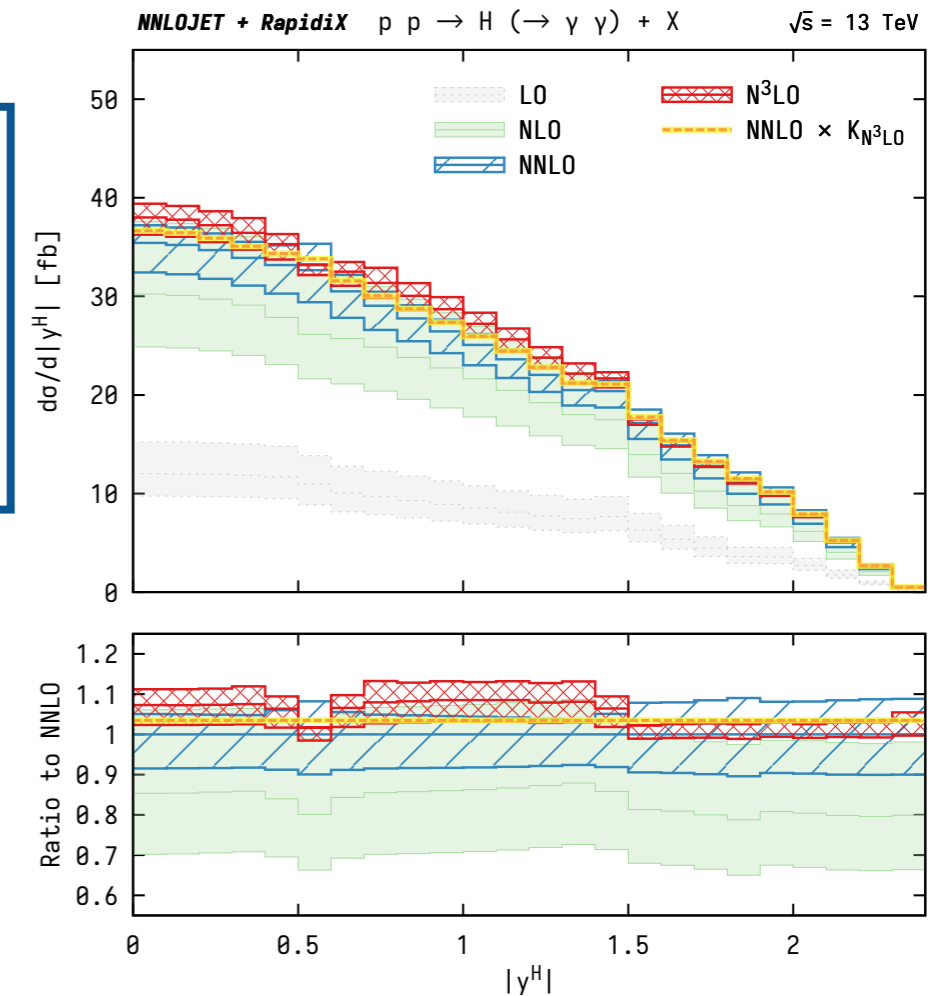 NNLOJET + RapidiX p p → H (→ γ γ) + X √s = 13 TeV
LO
NLO
NNLO
N³LO
NNLO × K_N³LO
dσ/d|y^H| [fb]
50
40
30
20
10
0
Ratio to NNLO
1.2
1.1
1
0.9
0.8
0.7
0.6
0 0.5 1 1.5 2
|y^H|